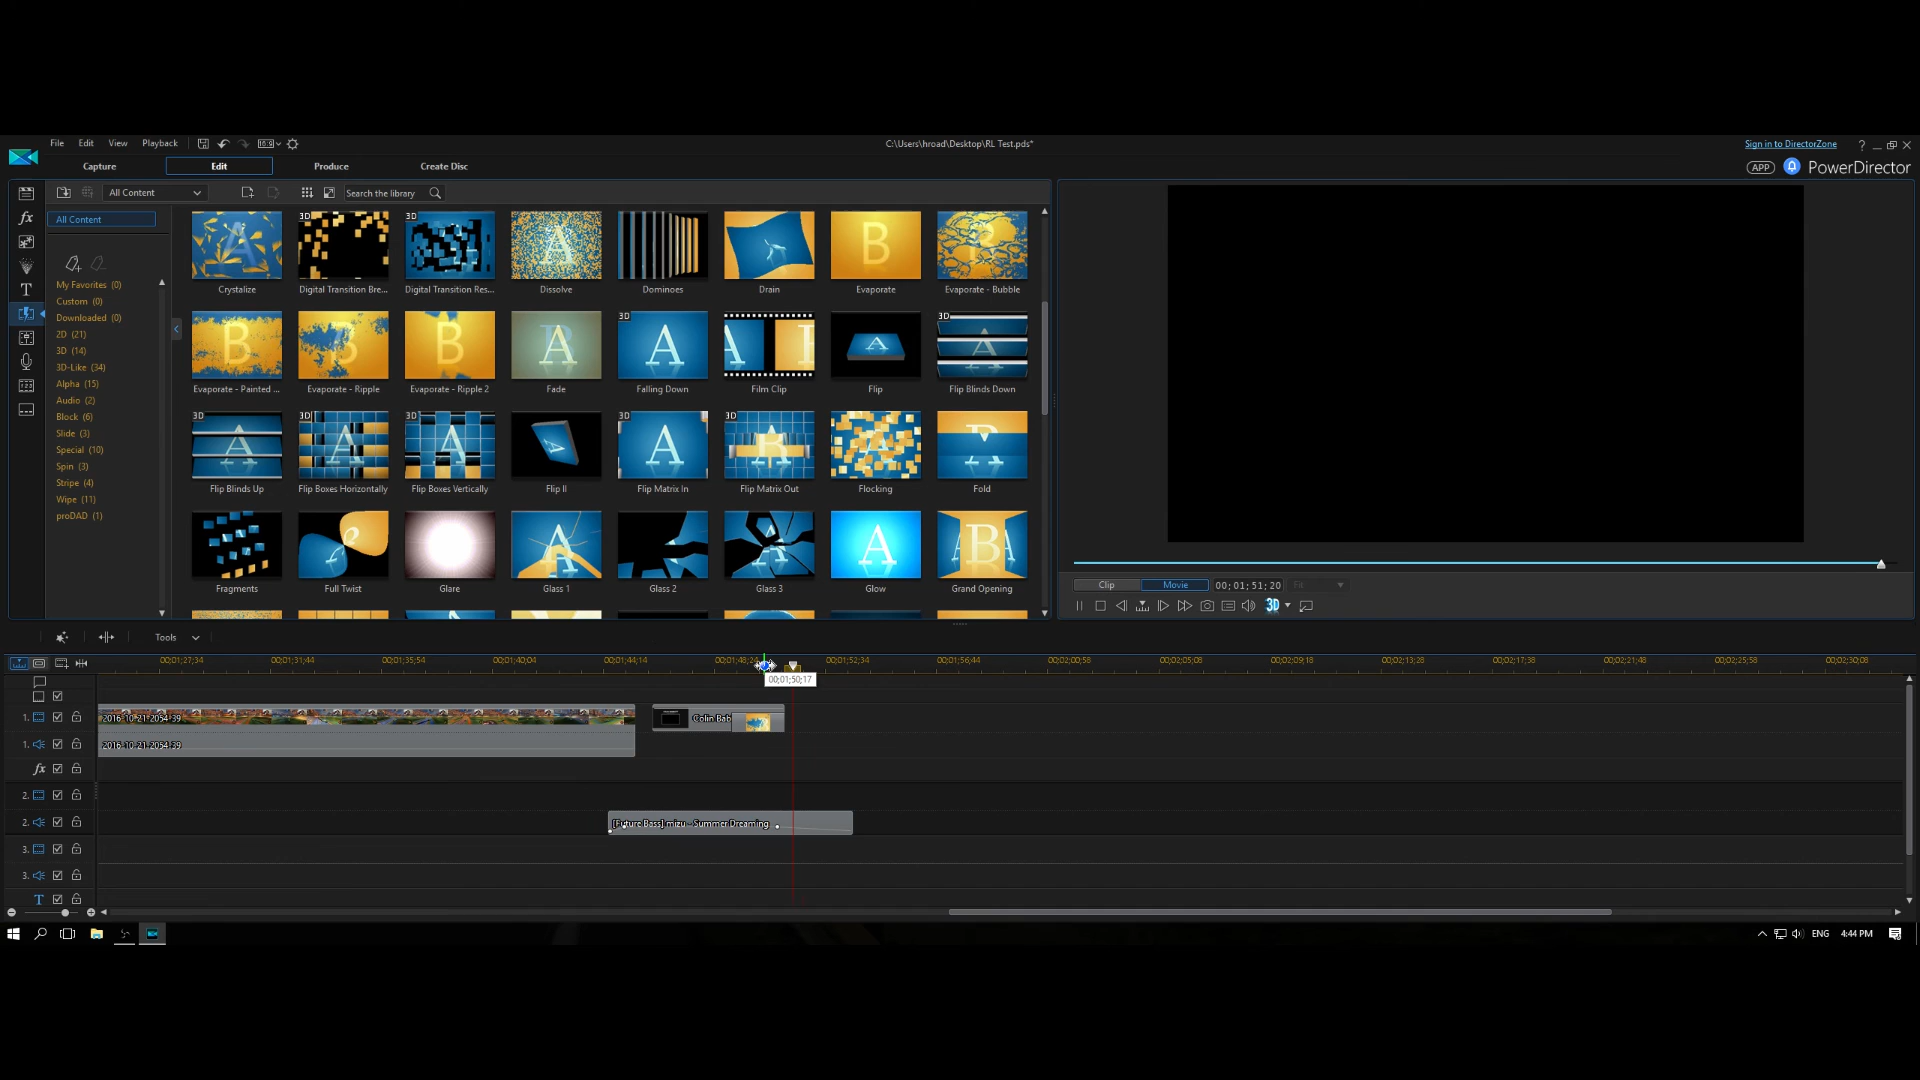 File Edit View Playback
C:\Users\hroad\Desktop\RL Test.pds*
Sign in to DirectorZone
?
Capture Edit Produce Create Disc
APP PowerDirector
All Content Search the library
All Content
My Favorites (0)
Custom (0)
Downloaded (0)
2D (21)
3D (14)
3D-Like (34)
Alpha (15)
Audio (2)
Block (6)
Slide (3)
Special (10)
Spin (3)
Stripe (4)
Wipe (11)
proDAD (1)
Crystalize Digital Transition Bre... Digital Transition Res... Dissolve Dominoes Drain Evaporate Evaporate - Bubble
Evaporate - Painted ... Evaporate - Ripple Evaporate - Ripple 2 Fade Falling Down Film Clip Flip Flip Blinds Down
Flip Blinds Up Flip Boxes Horizontally Flip Boxes Vertically Flip II Flip Matrix In Flip Matrix Out Flocking Fold
Fragments Full Twist Glare Glass 1 Glass 2 Glass 3 Glow Grand Opening
Clip Movie 00;01;51;20 Fit
3D
Tools
00;01;27;34 00;01;31;44 00;01;35;54 00;01;40;04 00;01;44;14 00;01;48;24 00;01;52;34 00;01;56;44 00;02;00;58 00;02;05;08 00;02;09;18 00;02;13;28 00;02;17;38 00;02;21;48 00;02;25;58 00;02;30;08
00;01;50;17
1. 2016-10-21-2054-39 Colin Bab
1. 2016-10-21-2054-39
fx
2.
2. [Future Bass] mizu - Summer Dreaming
3.
3.
T
ENG 4:44 PM